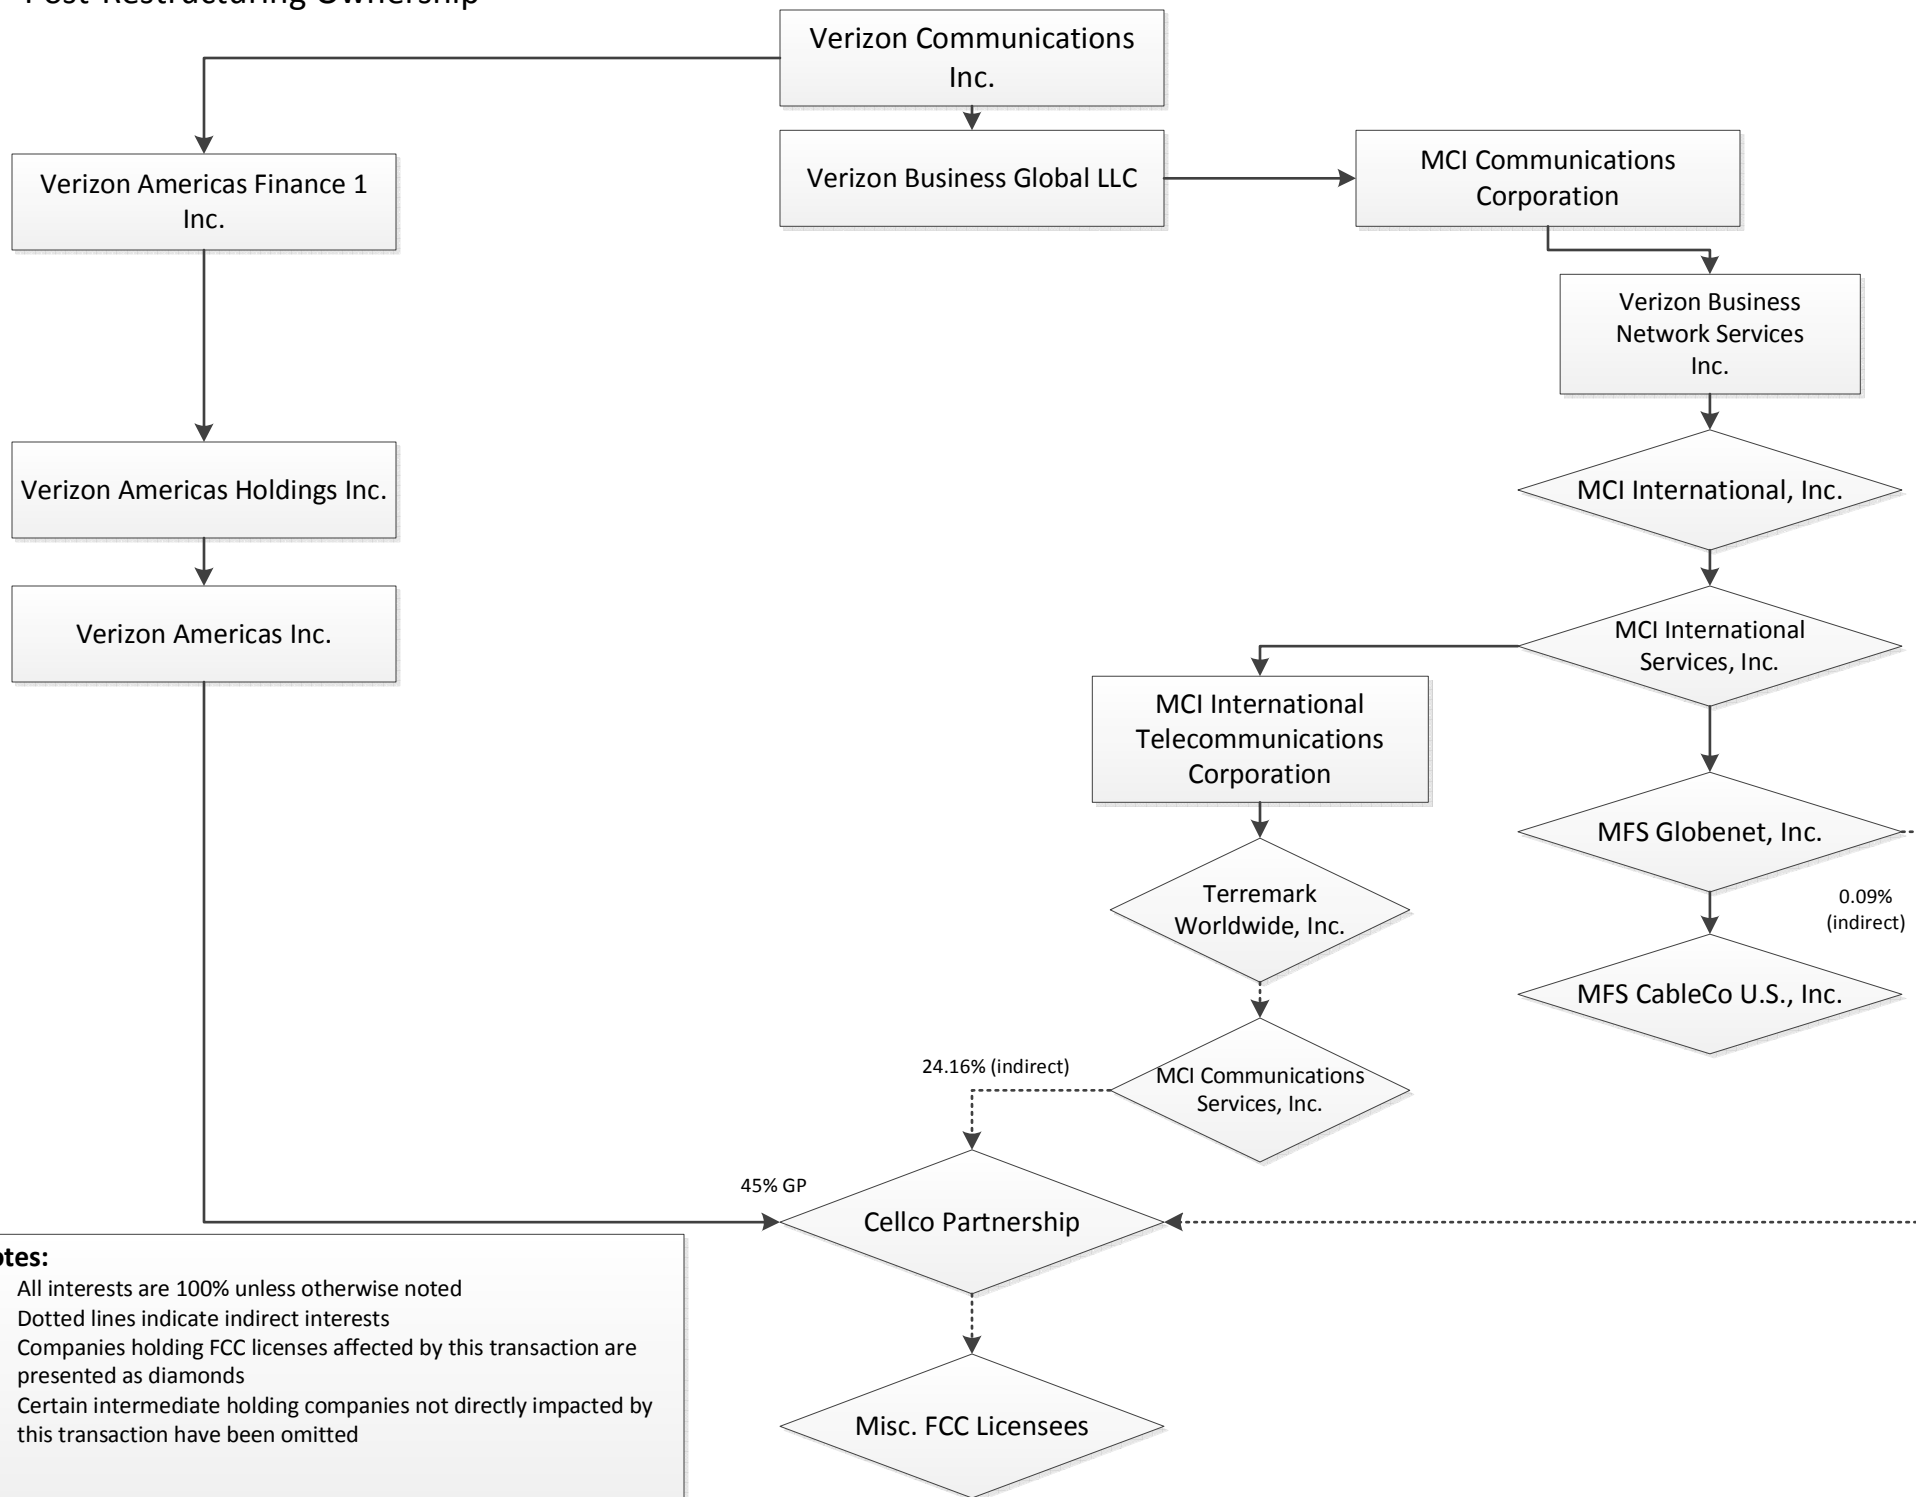 Post-Restructuring Ownership
Verizon Communications
Inc.
Verizon Americas Finance 1
Inc.
Verizon Business Global LLC
MCI Communications
Corporation
Verizon Business
Network Services
Inc.
Verizon Americas Holdings Inc.
MCI International, Inc.
Verizon Americas Inc.
MCI International
Services, Inc.
MCI International
Telecommunications
Corporation
MFS Globenet, Inc.
Terremark
Worldwide, Inc.
0.09%
(indirect)
MFS CableCo U.S., Inc.
24.16% (indirect)
MCI Communications
Services, Inc.
45% GP
Cellco Partnership
otes:
All interests are 100% unless otherwise noted
Dotted lines indicate indirect interests
Companies holding FCC licenses affected by this transaction are
presented as diamonds
Certain intermediate holding companies not directly impacted by
this transaction have been omitted
Misc. FCC Licensees